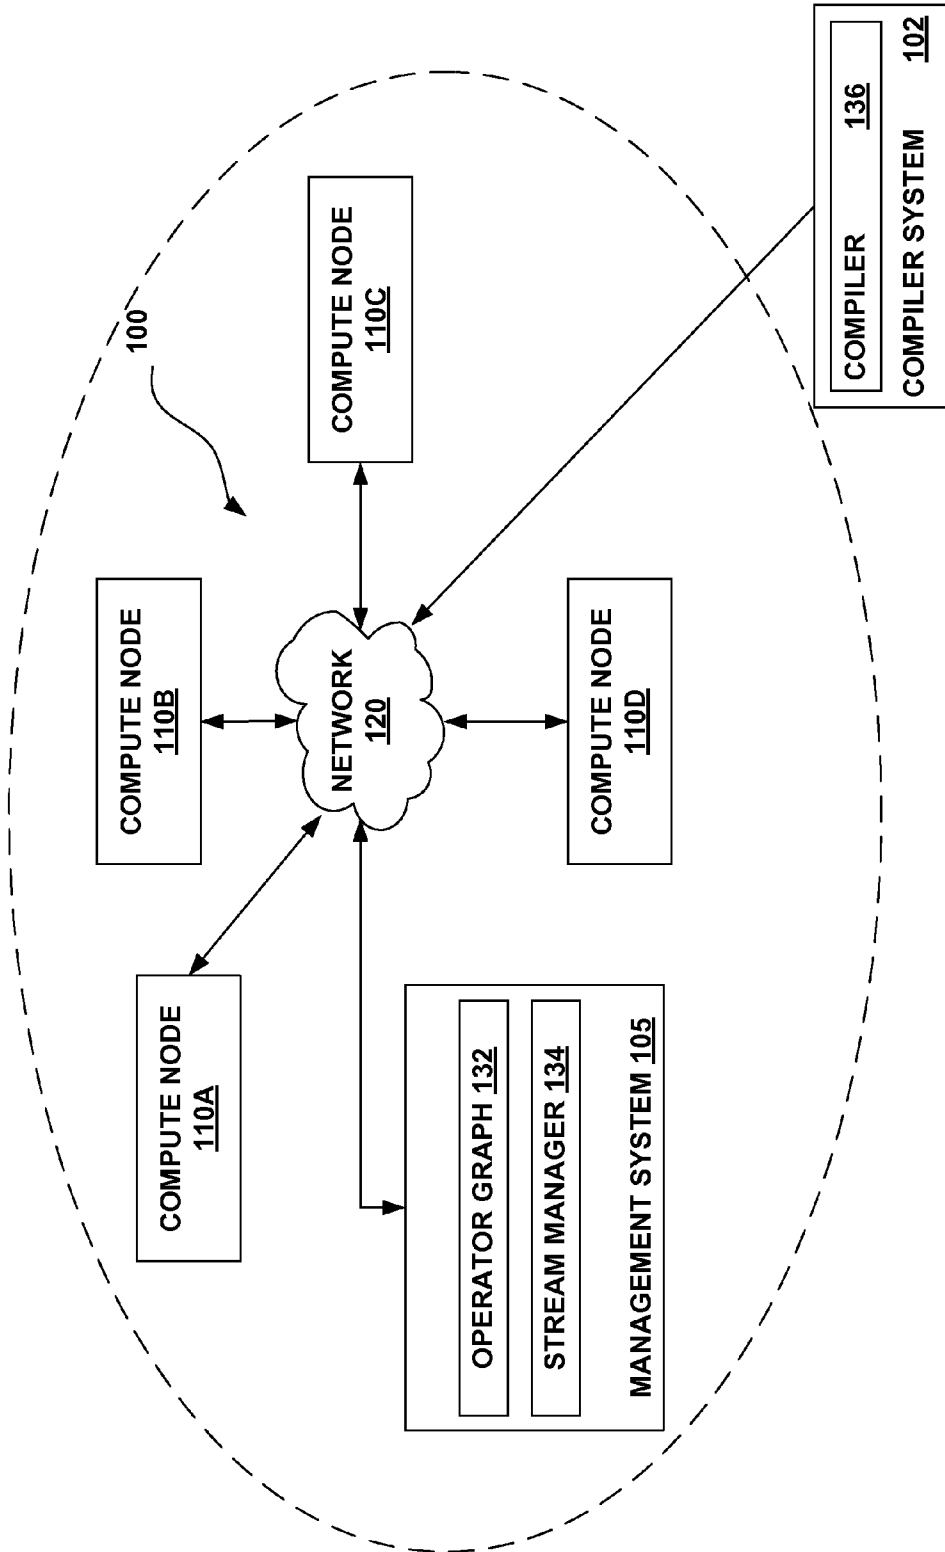 100
COMPUTE NODE
110A
COMPUTE NODE
110B
COMPUTE NODE
110C
NETWORK
120
COMPUTE NODE
110D
OPERATOR GRAPH 132
STREAM MANAGER 134
MANAGEMENT SYSTEM 105
COMPILER 136
COMPILER SYSTEM 102